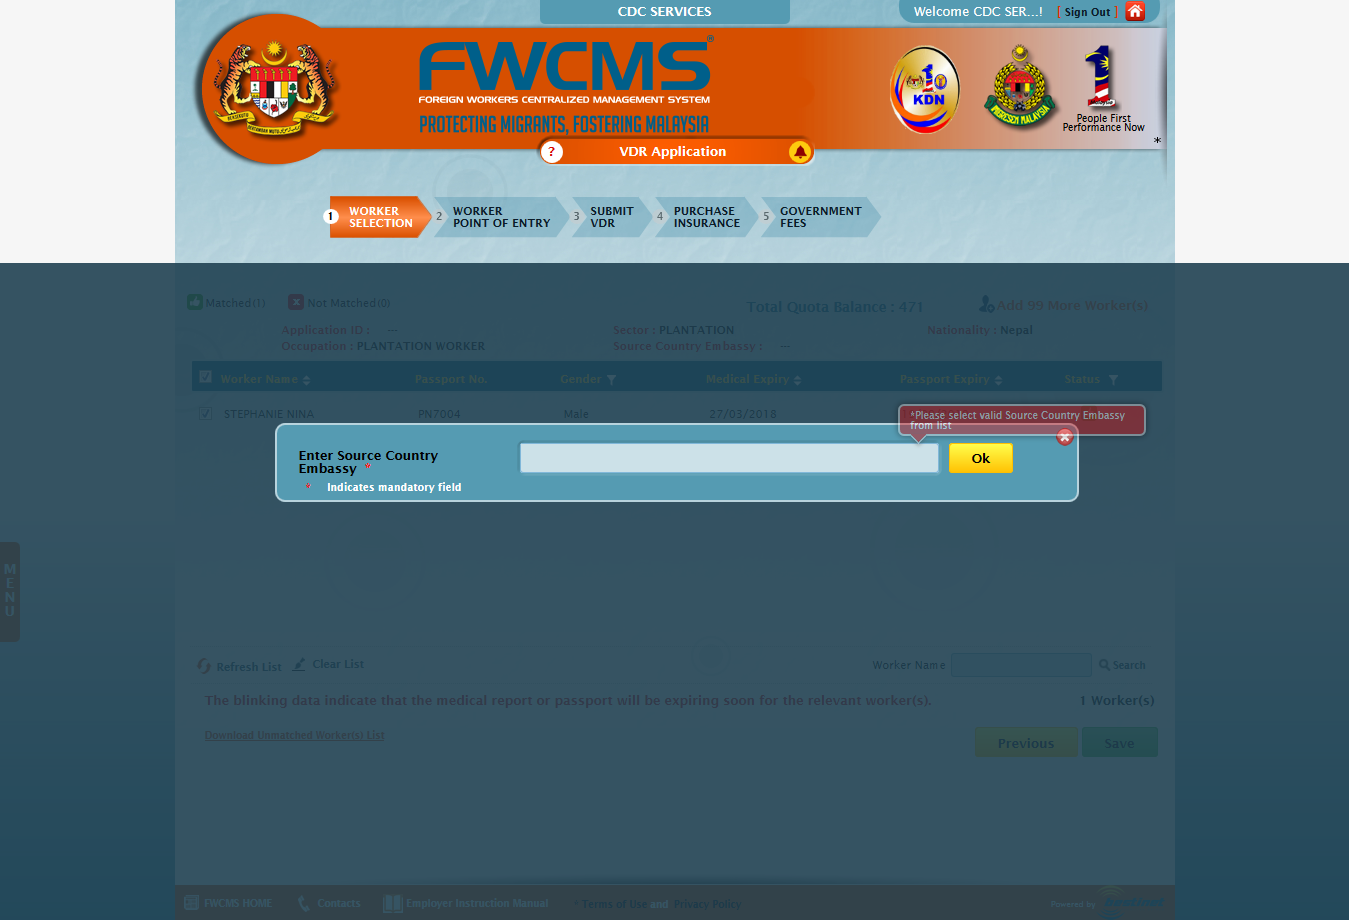 CDC SERVICES
Welcome CDC SER...!
[ Sign Out ]
FWCMS®
FOREIGN WORKERS CENTRALIZED MANAGEMENT SYSTEM
PROTECTING MIGRANTS, FOSTERING MALAYSIA
KDN
IMIGRESEN MALAYSIA
1
People First
Performance Now
*
? VDR Application
1 WORKER
SELECTION
2 WORKER
POINT OF ENTRY
3 SUBMIT
VDR
4 PURCHASE
INSURANCE
5 GOVERNMENT
FEES
Matched(1)
Not Matched(0)
Total Quota Balance : 471
Add 99 More Worker(s)
Application ID : --
Sector : PLANTATION
Nationality : Nepal
Occupation : PLANTATION WORKER
Source Country Embassy : --
Worker Name Passport No. Gender Medical Expiry Passport Expiry Status
STEPHANIE NINA PN7004 Male 27/03/2018
*Please select valid Source Country Embassy
from list
Enter Source Country
Embassy *
Ok
* Indicates mandatory field
MENU
Refresh List
Clear List
Worker Name
Search
The blinking data indicate that the medical report or passport will be expiring soon for the relevant worker(s).
1 Worker(s)
Download Unmatched Worker(s) List
Previous
Save
FWCMS HOME
Contacts
Employer Instruction Manual
* Terms of Use and Privacy Policy
Powered by